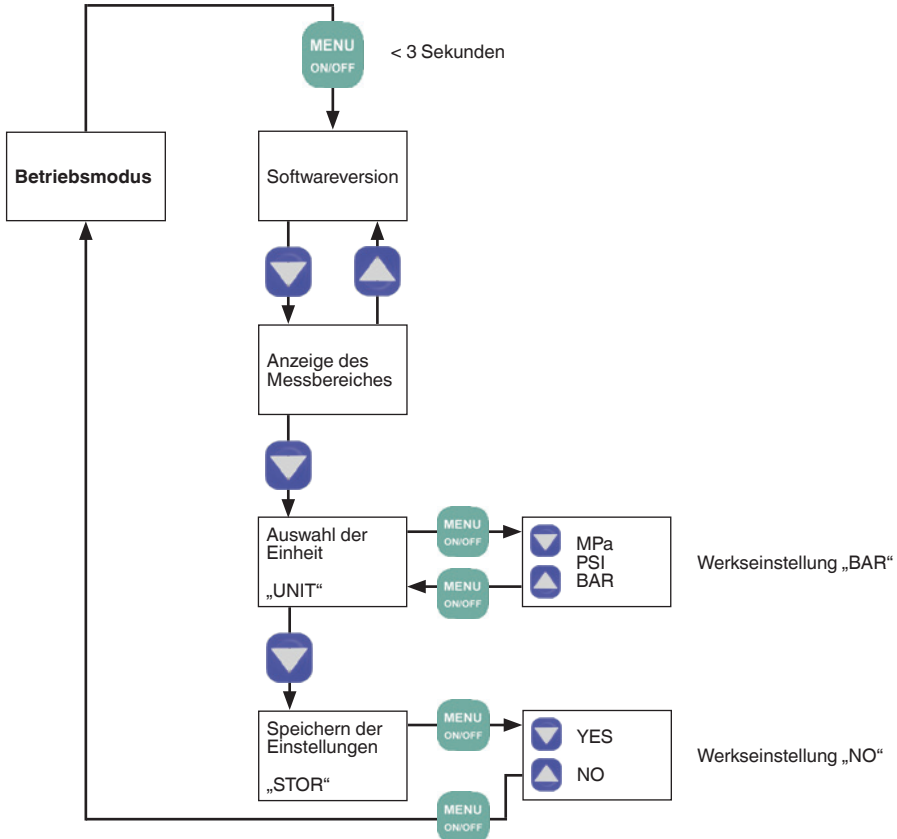 MENU
ON/OFF
< 3 Sekunden
Betriebsmodus
Softwareversion
Anzeige des
Messbereiches
Auswahl der
Einheit
„UNIT“
MENU
ON/OFF
MENU
ON/OFF
MPa
PSI
BAR
Werkseinstellung „BAR“
Speichern der
Einstellungen
„STOR“
MENU
ON/OFF
YES
NO
Werkseinstellung „NO“
MENU
ON/OFF